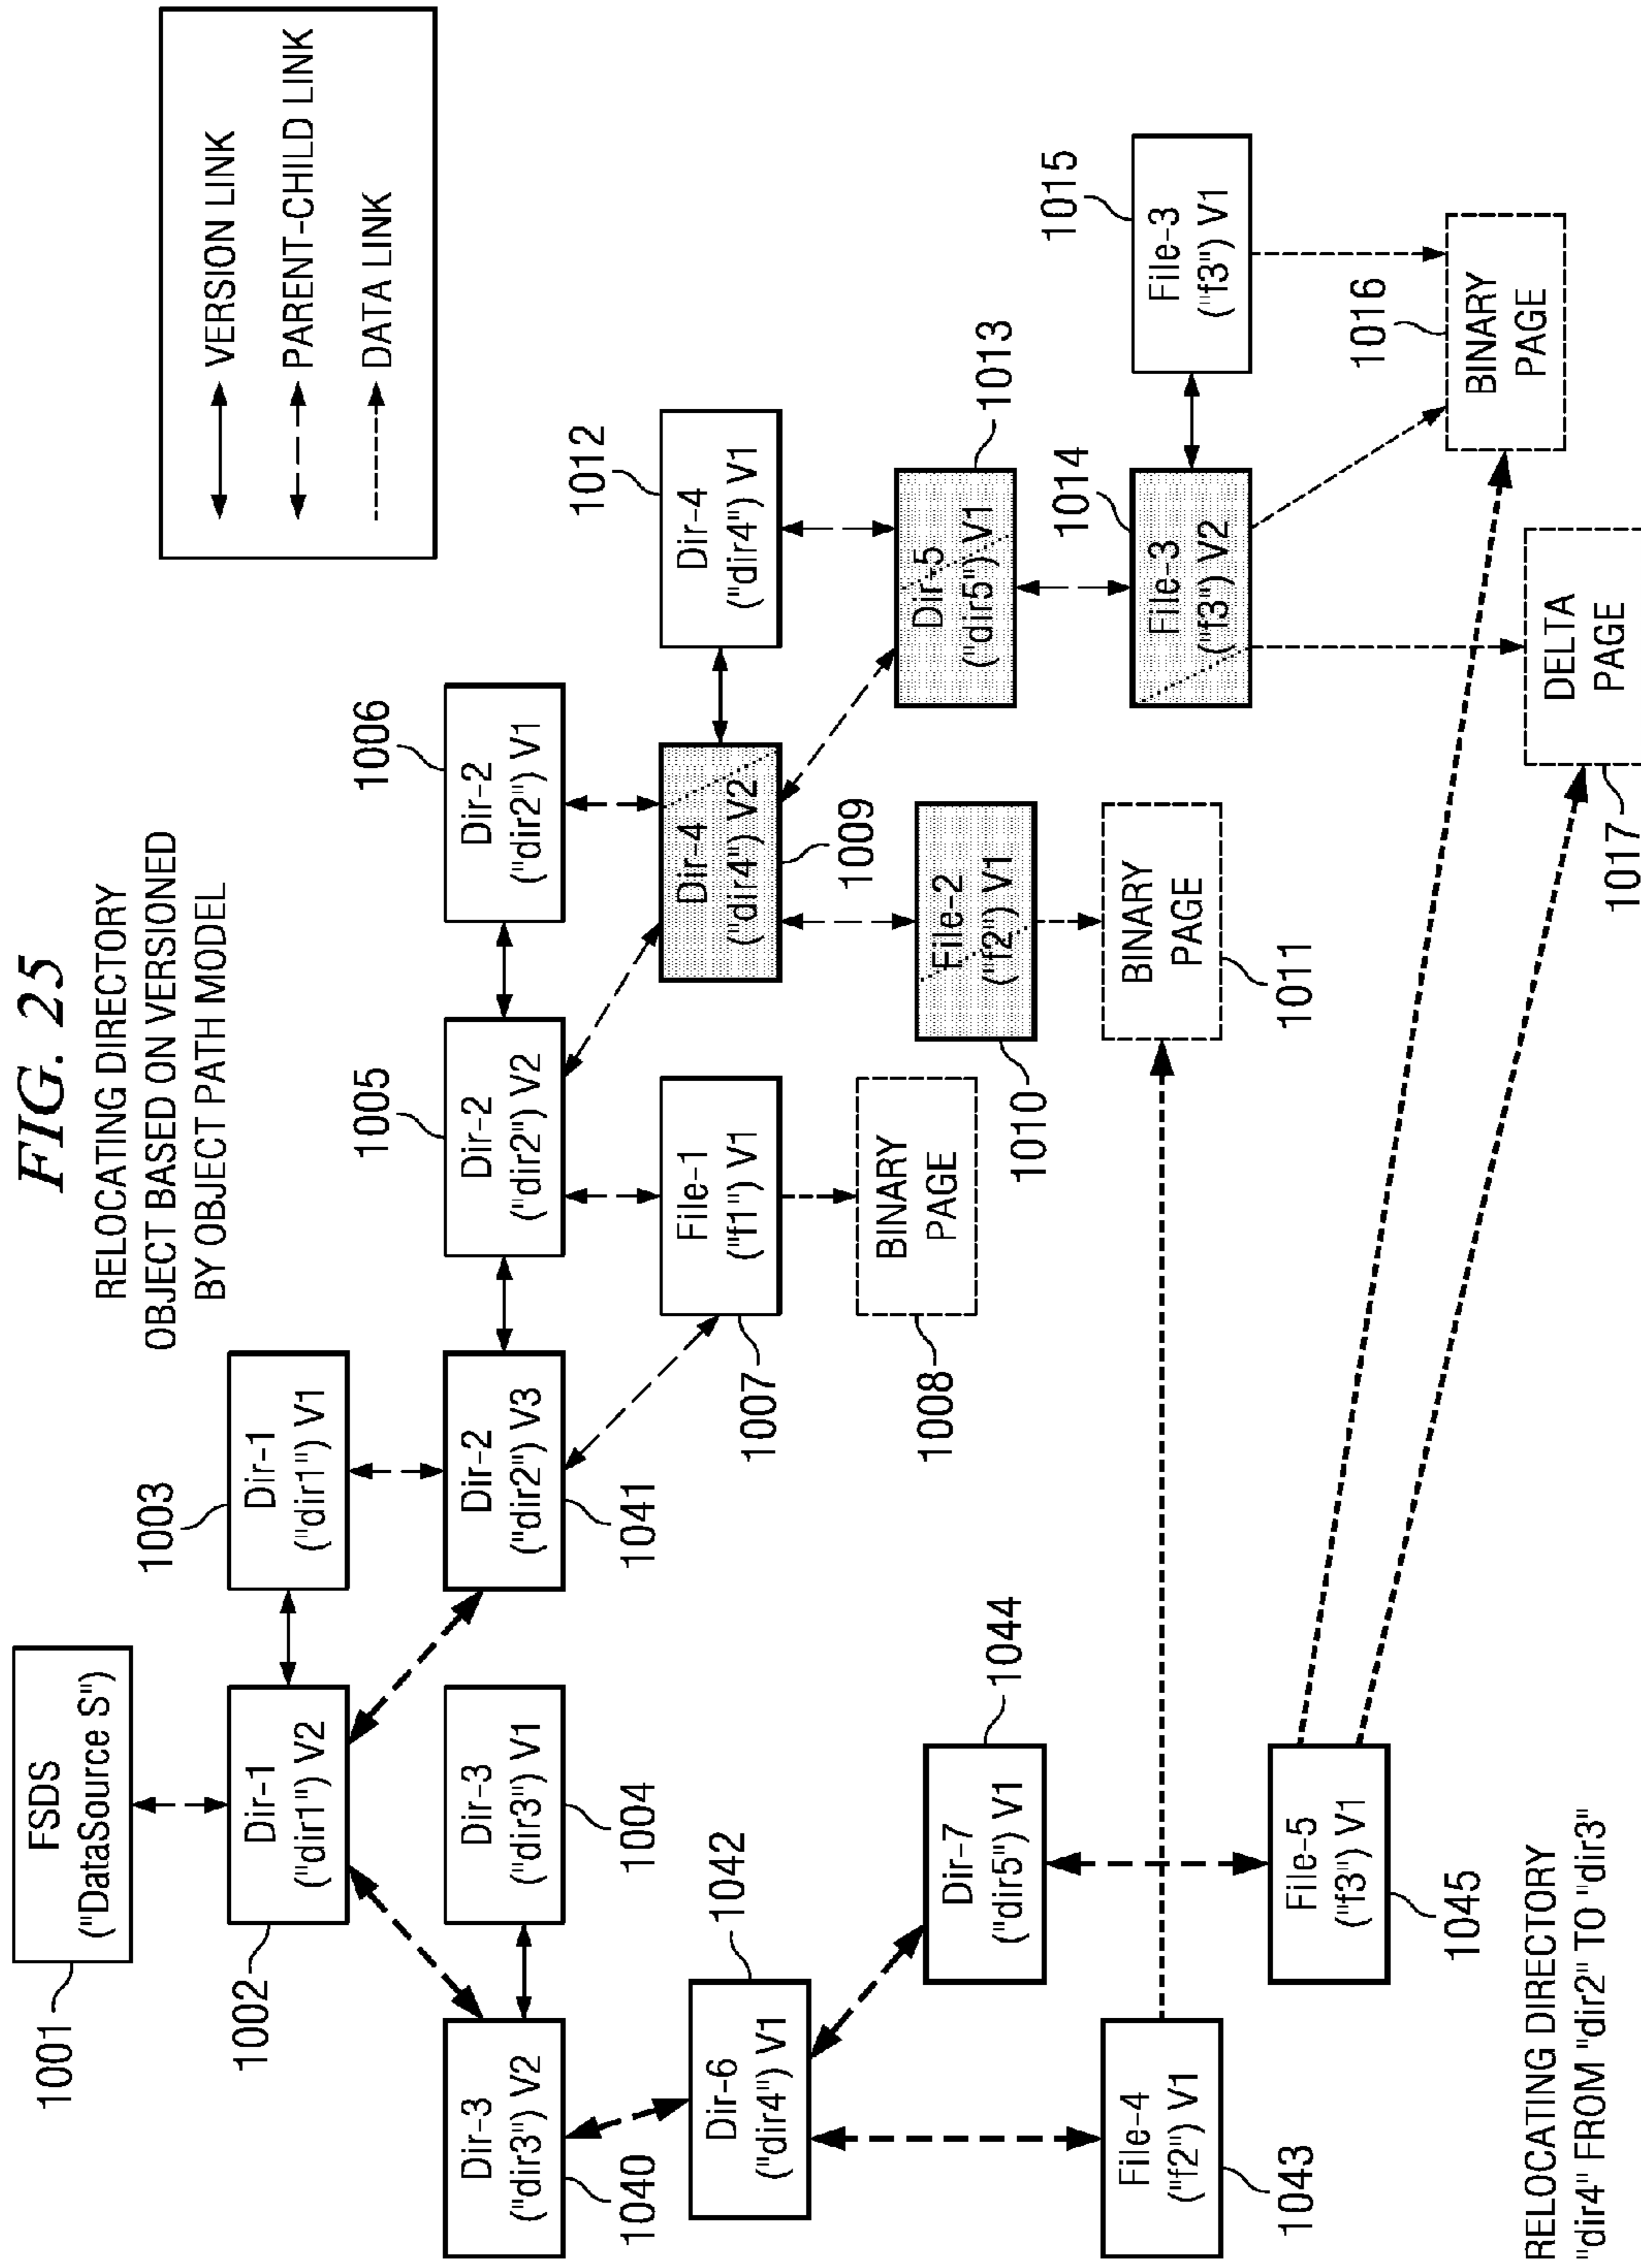 FIG. 25
RELOCATING DIRECTORY
OBJECT BASED ON VERSIONED
BY OBJECT PATH MODEL
VERSION LINK
PARENT-CHILD LINK
DATA LINK
1001
FSDS
("DataSource S")
1002
Dir-1
("dir1") V2
1003
Dir-1
("dir1") V1
1040
Dir-3
("dir3") V2
Dir-3
("dir3") V1
1004
Dir-2
("dir2") V3
1041
1005
Dir-2
("dir2") V2
1006
Dir-2
("dir2") V1
1042
Dir-6
("dir4") V1
File-1
("f1") V1
1007
Dir-4
("dir4") V2
1009
1012
Dir-4
("dir4") V1
BINARY
PAGE
1008
1044
Dir-7
("dir5") V1
File-2
("f2") V1
1010
Dir-5
("dir5") V1
1013
File-4
("f2") V1
1043
BINARY
PAGE
1011
1014
File-3
("f3") V2
1015
File-3
("f3") V1
File-5
("f3") V1
1045
1016
BINARY
PAGE
DELTA
PAGE
1017
RELOCATING DIRECTORY
"dir4" FROM "dir2" TO "dir3"